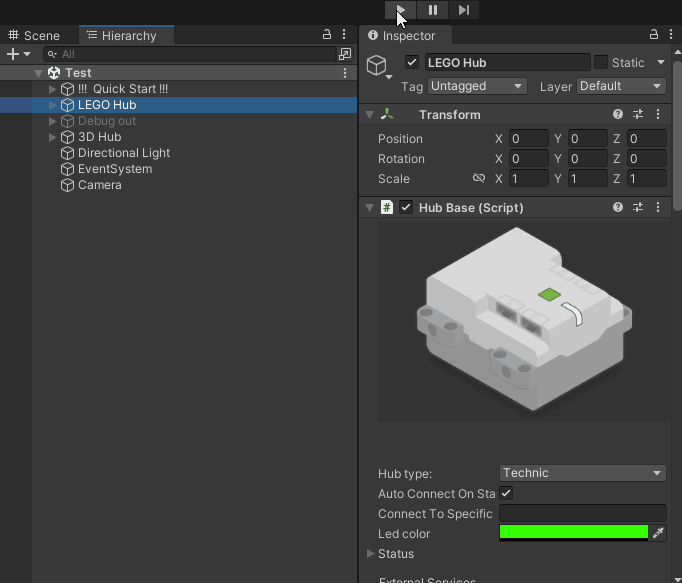 Scene Hierarchy
All
Test
!!! Quick Start !!!
LEGO Hub
Debug out
3D Hub
Directional Light
EventSystem
Camera
Inspector
LEGO Hub Static
Tag Untagged Layer Default
Transform
Position X 0 Y 0 Z 0
Rotation X 0 Y 0 Z 0
Scale X 1 Y 1 Z 1
# Hub Base (Script)
Hub type: Technic
Auto Connect On Sta
Connect To Specific
Led color
Status
External Services